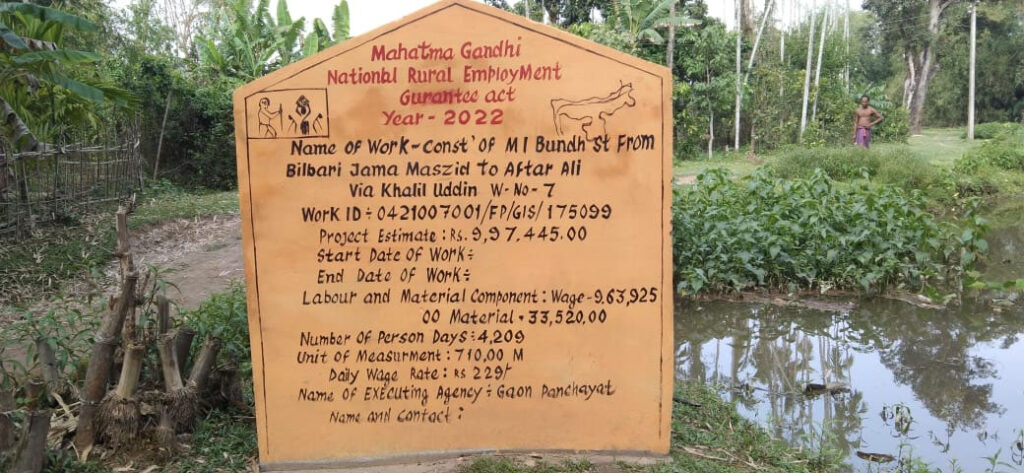 Mahatma Gandhi
National Rural Employment
Gurantee act
Year - 2022
Name of Work - const' of M I Bundh St From
Bilbari Jama Maszid To Aftar Ali
Via Khalil Uddin W-No-7
Work ID ÷ 0421007001/FP/GIS/175099
Project Estimate : Rs. 9,97.445.00
Start Date of Work ÷
End Date of Work ÷
Labour and Material Component : Wage - 9,63,925
00 Material - 33,520.00
Number of Person Days : 4,209
Unit of Measurment : 710.00 M
Daily Wage Rate : Rs 229/-
Name of Executing Agency ÷ Gaon Panchayat
Name and Contact :